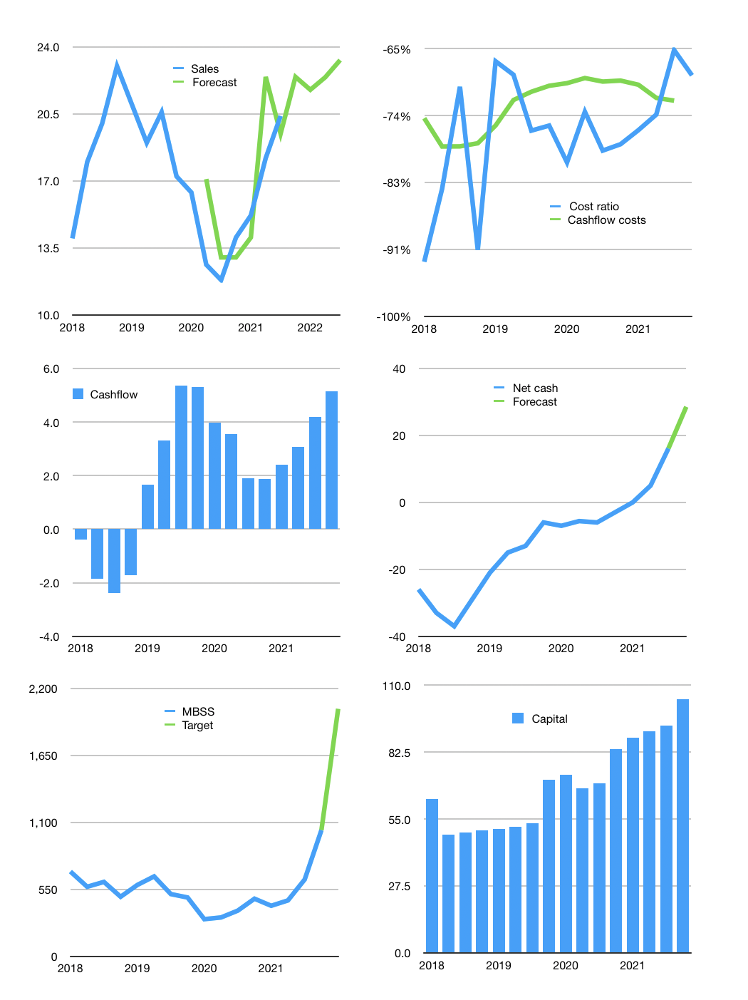 24.0
Sales
Forecast
20.5
17.0
13.5
10.0
2018 2019 2020 2021 2022
-65%
-74%
-83%
Cost ratio
Cashflow costs
-91%
-100%
2018 2019 2020 2021
6.0
Cashflow
4.0
2.0
0.0
-2.0
-4.0
2018 2019 2020 2021
40
Net cash
Forecast
20
0
-20
-40
2018 2019 2020 2021
2,200
MBSS
Target
1,650
1,100
550
0
2018 2019 2020 2021
110.0
Capital
82.5
55.0
27.5
0.0
2018 2019 2020 2021